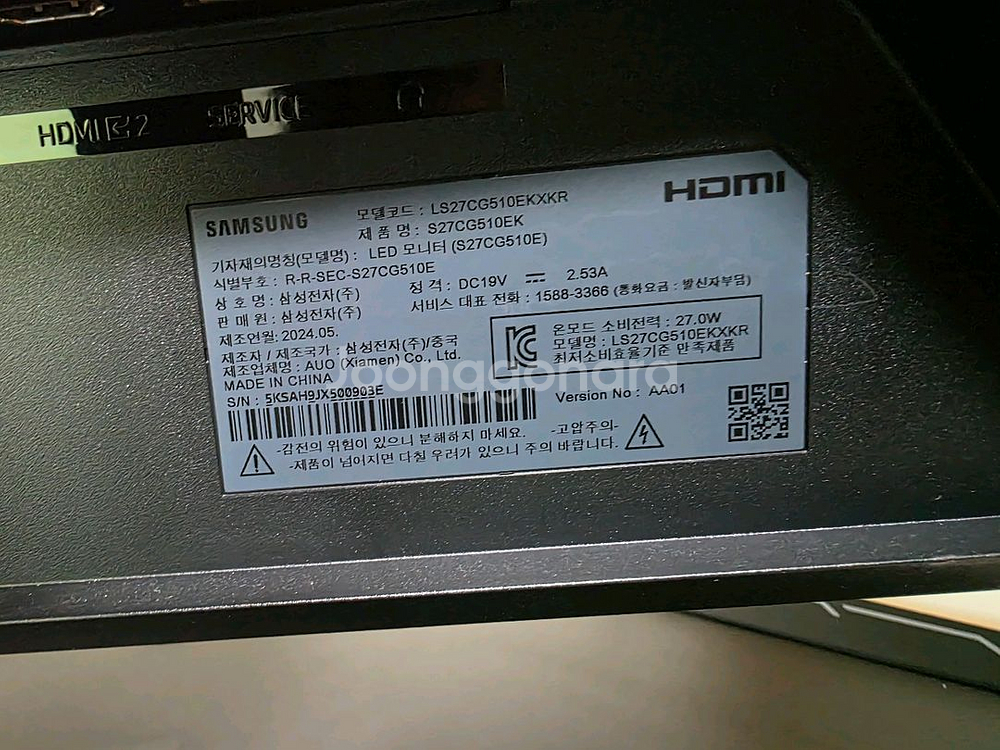 HDMI 2
SERVICE
SAMSUNG
HDMI
모델코드 : LS27CG510EKXKR
제 품 명 : S27CG510EK
기자재의명칭(모델명) : LED 모니터 (S27CG510E)
식별부호 : R-R-SEC-S27CG510E
상 호 명 : 삼성전자(주)
정 격 : DC19V 2.53A
판 매 원 : 삼성전자(주)
서비스 대표 전화 : 1588-3366 (통화요금 : 발신자부담)
제조연월: 2024.05.
제조자 / 제조국가 : 삼성전자(주)/중국
제조업체명 : AUO (Xiamen) Co., Ltd.
MADE IN CHINA
S/N : 5KSAH9JX500903E
온모드 소비전력 : 27.0W
모델명 : LS27CG510EKXKR
최저소비효율기준 만족제품
Version No : AA01
-감전의 위험이 있으니 분해하지 마세요. -고압주의-
-제품이 넘어지면 다칠 우려가 있으니 주의 바랍니다.
Joonggonara